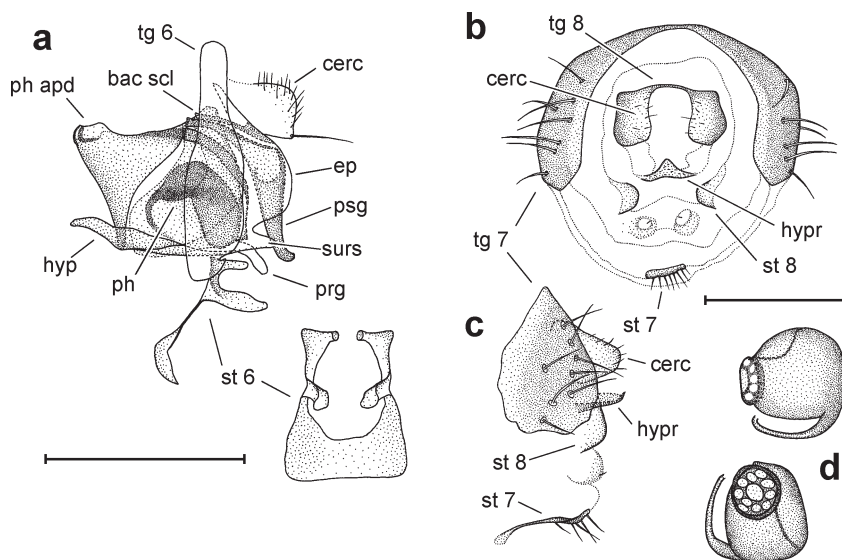 a
tg 6
bac scl
cerc
ph apd
ep
psg
surs
hyp
ph
prg
st 6
b
tg 8
cerc
hypr
st 8
tg 7
st 7
c
cerc
hypr
st 8
st 7
d